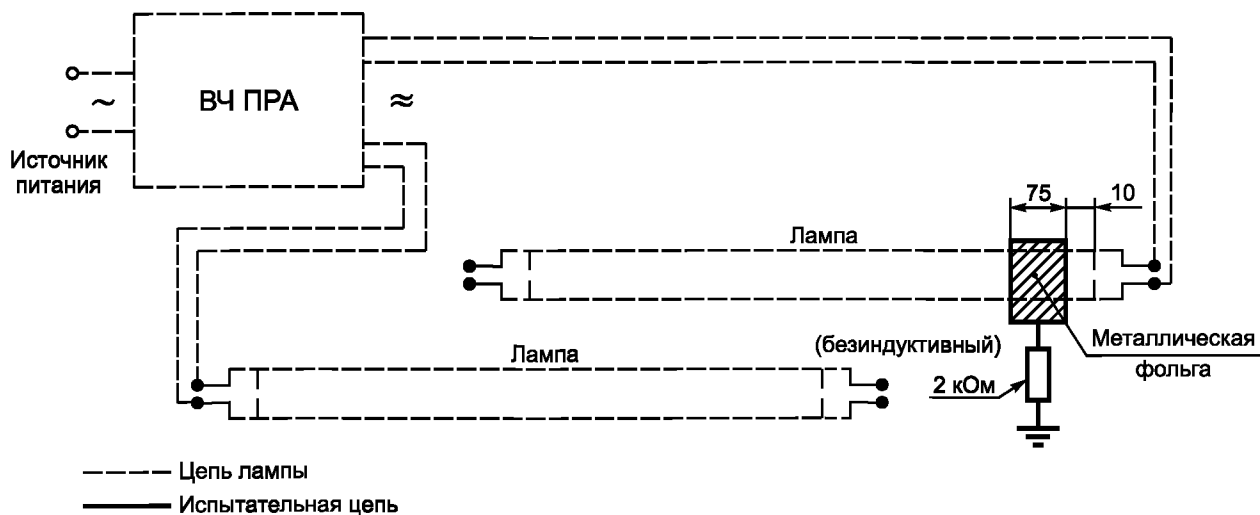 ВЧ ПРА
~
≈
Источник
питания
75
10
Лампа
Металлическая
фольга
(безиндуктивный)
2 кОм
Лампа
Цепь лампы
Испытательная цепь